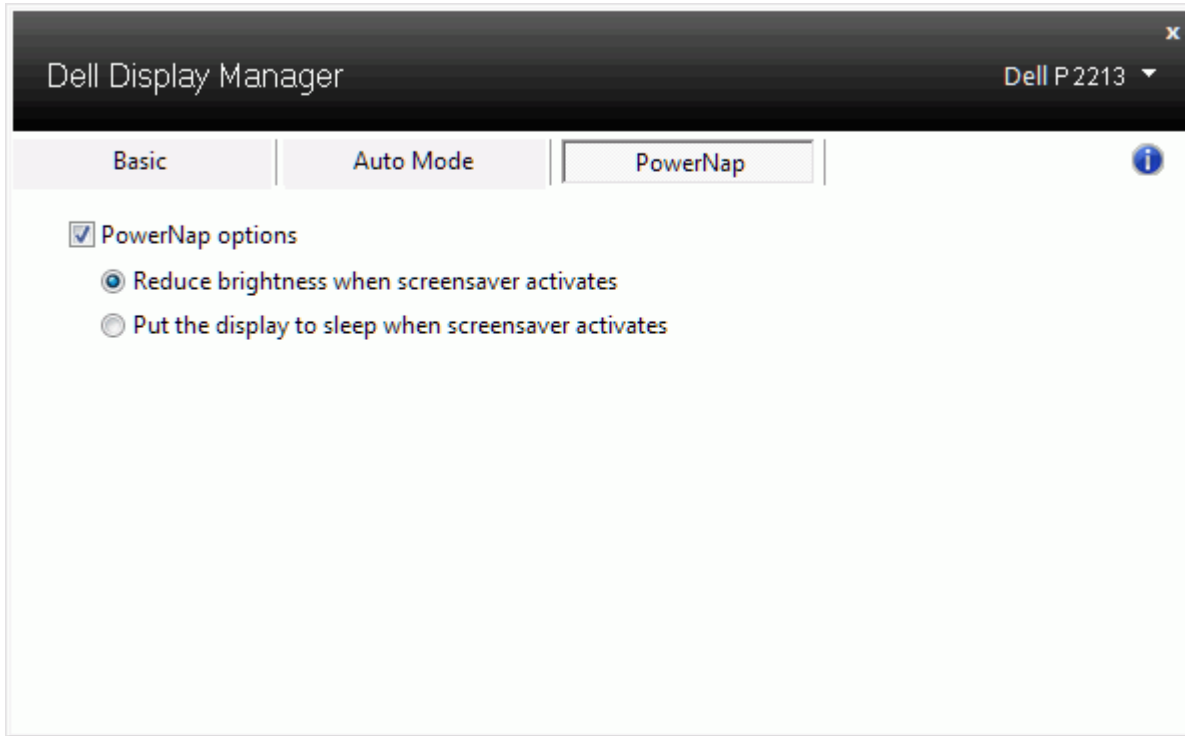 x
Dell Display Manager
Dell P2213
Basic
Auto Mode
PowerNap
PowerNap options
Reduce brightness when screensaver activates
Put the display to sleep when screensaver activates